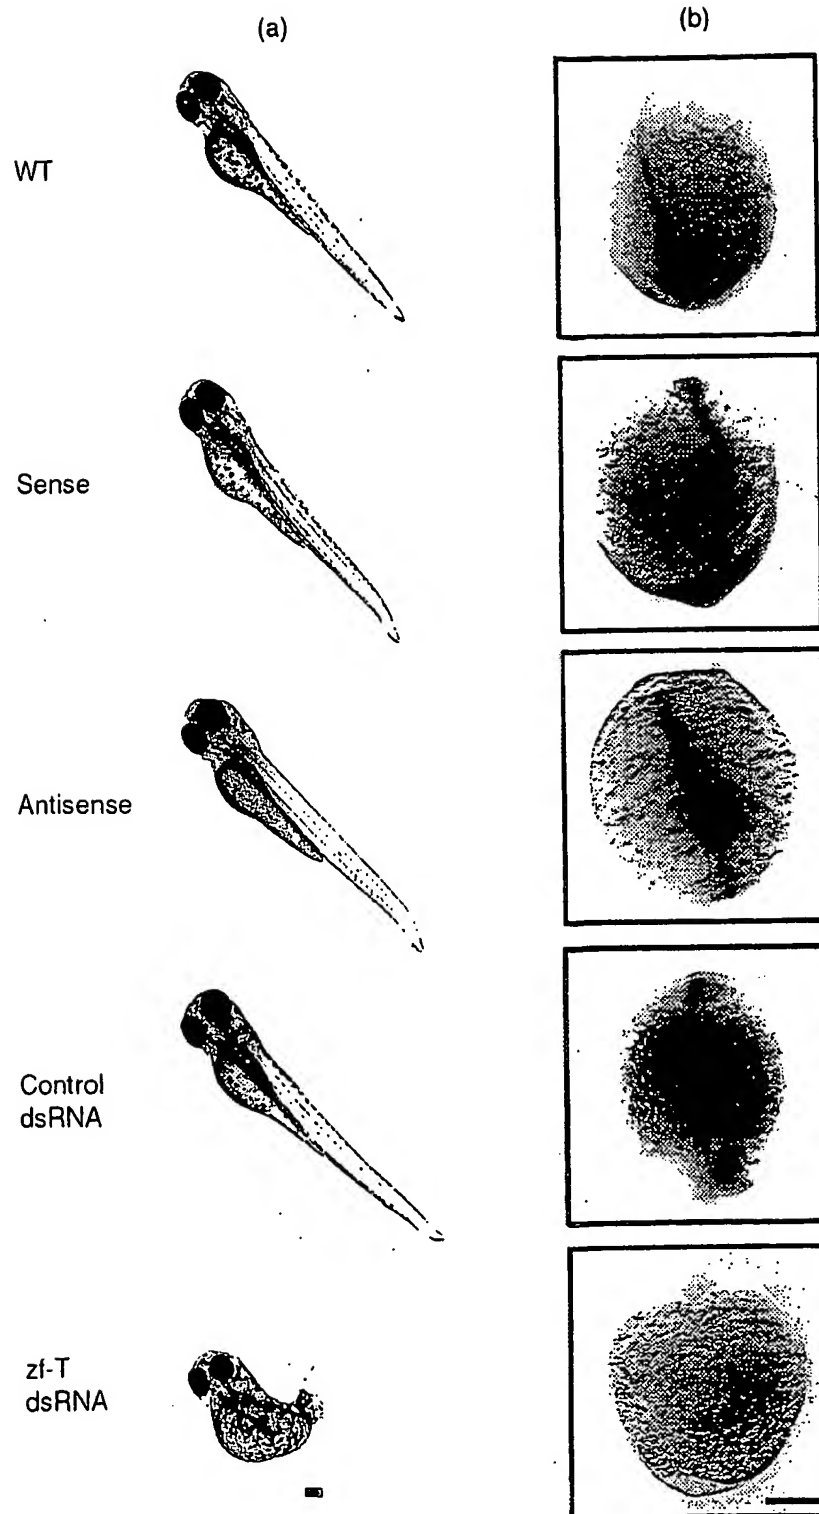 (a)
(b)
WT
Sense
Antisense
Control
dsRNA
zf-T
dsRNA